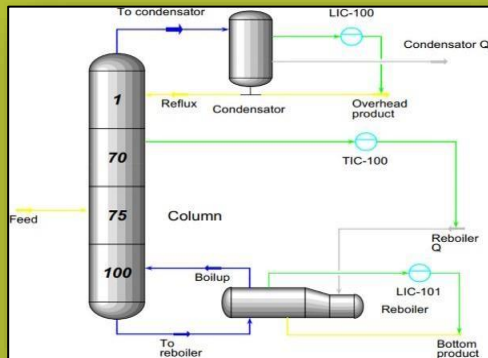 To condensator
LIC-100
Condensator Q
1
Reflux
Condensator
Overhead
product
70
TIC-100
Feed
75
Column
Reboiler
Q
100
Boilup
LIC-101
Reboiler
To
reboiler
Bottom
product